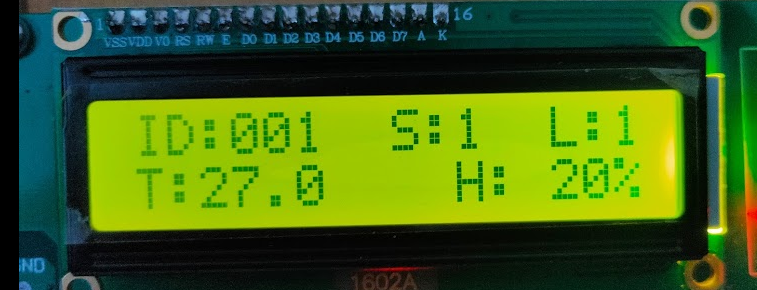 1 16
VSS VDD V0 RS RW E D0 D1 D2 D3 D4 D5 D6 D7 A K
ID:001 S:1 L:1
T:27.0 H: 20%
GND
1602A